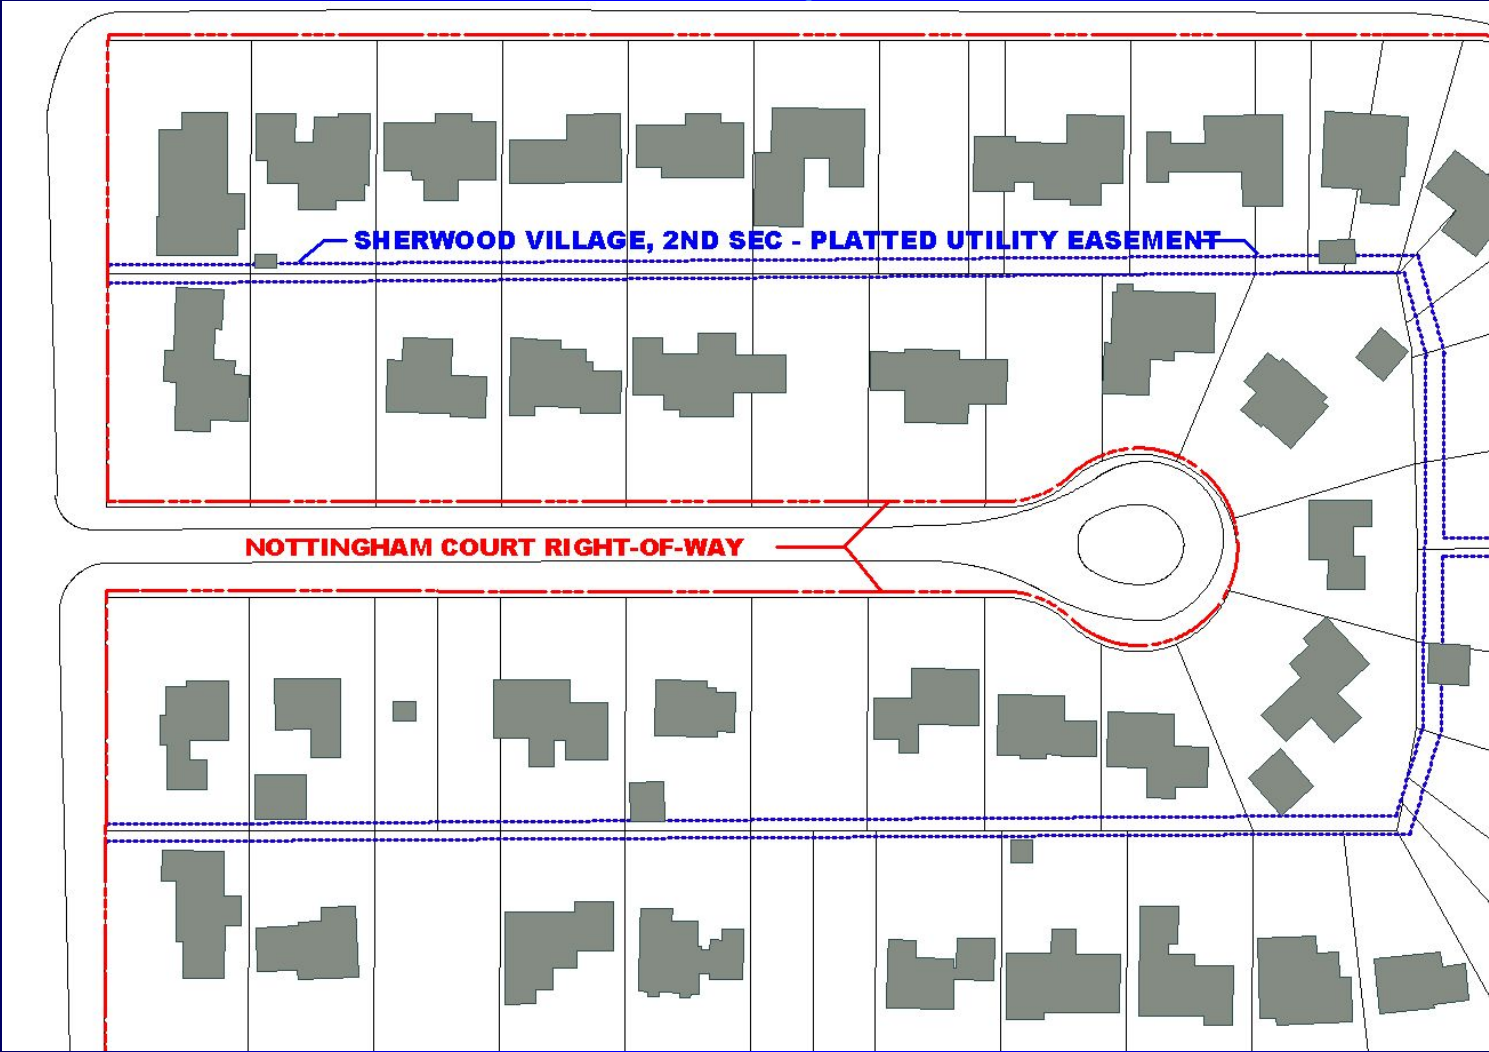 SHERWOOD VILLAGE, 2ND SEC - PLATTED UTILITY EASEMENT
NOTTINGHAM COURT RIGHT-OF-WAY